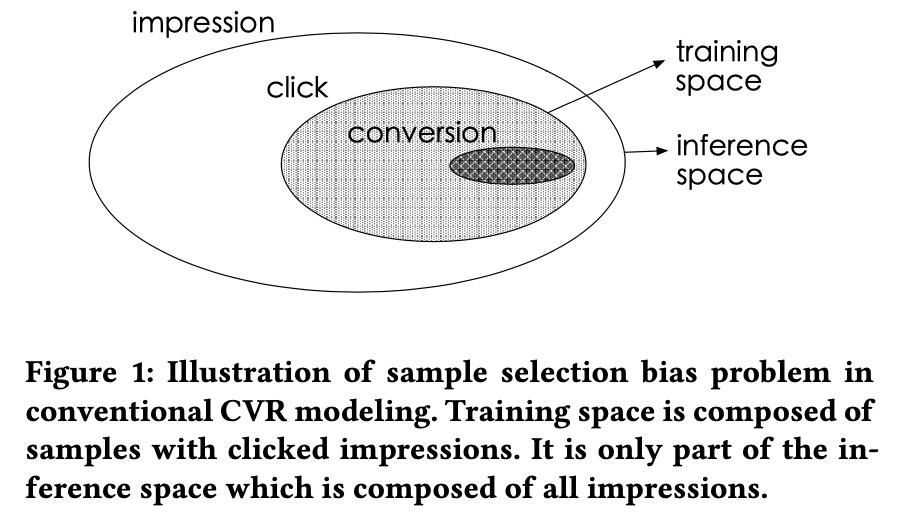 impression
click
conversion
training
space
inference
space
Figure 1: Illustration of sample selection bias problem in
conventional CVR modeling. Training space is composed of
samples with clicked impressions. It is only part of the in-
ference space which is composed of all impressions.